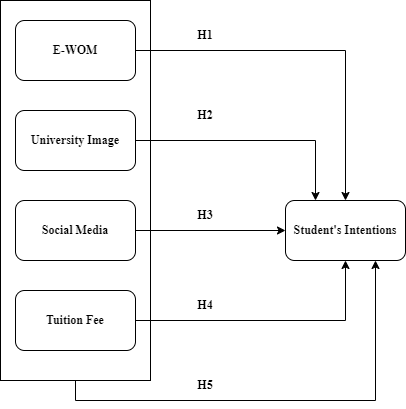 E-WOM
H1
University Image
H2
Social Media
H3
Student's Intentions
Tuition Fee
H4
H5